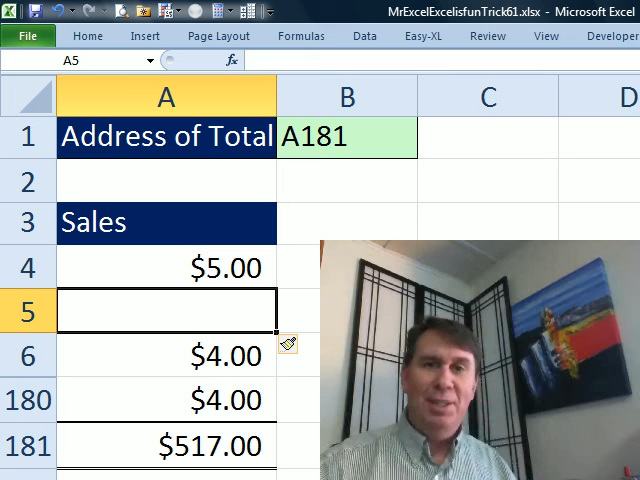 MrExcelExcelisfunTrick61.xlsx - Microsoft Excel
File Home Insert Page Layout Formulas Data Easy-XL Review View Developer
A5 fx
A B C D
1 Address of Total A181
2
3 Sales
4 $5.00
5
6 $4.00
180 $4.00
181 $517.00